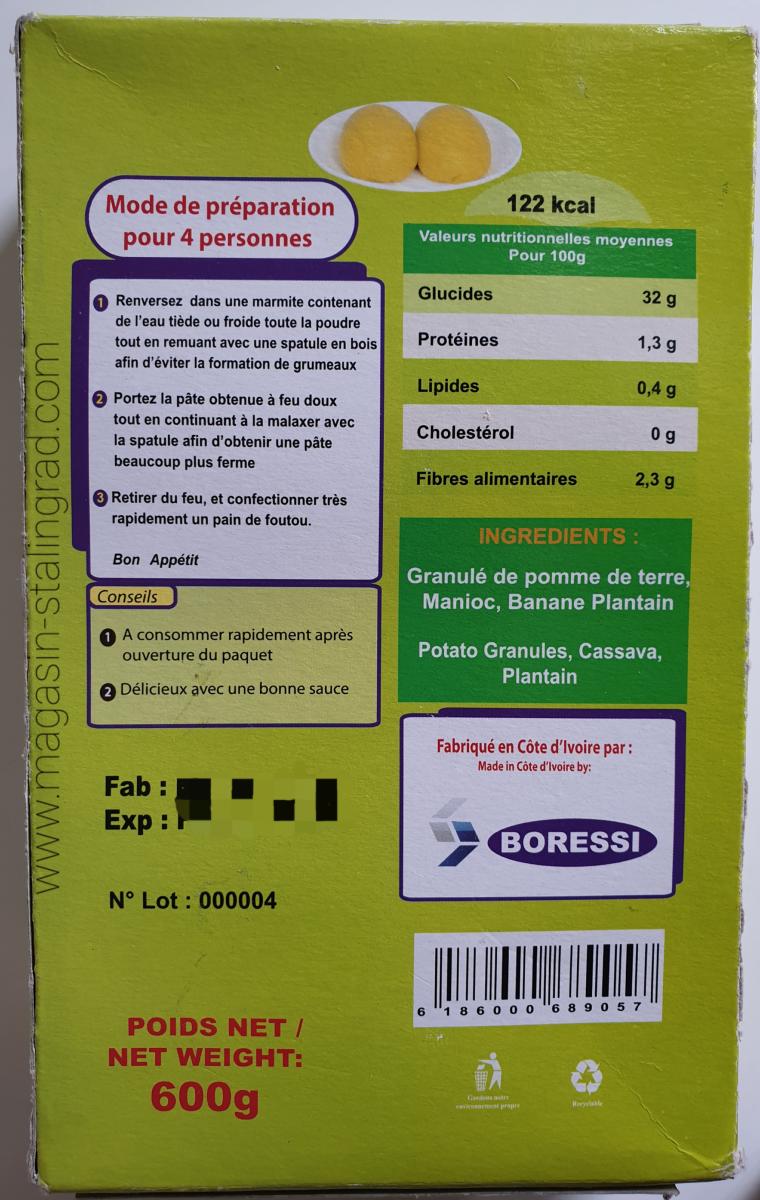 Mode de préparation
pour 4 personnes
1 Renversez dans une marmite contenant
de l'eau tiède ou froide toute la poudre
tout en remuant avec une spatule en bois
afin d'éviter la formation de grumeaux
2 Portez la pâte obtenue à feu doux
tout en continuant à la malaxer avec
la spatule afin d'obtenir une pâte
beaucoup plus ferme
3 Retirer du feu, et confectionner très
rapidement un pain de foutou.
Bon Appétit
Conseils
1 A consommer rapidement après
ouverture du paquet
2 Délicieux avec une bonne sauce
Fab :
Exp :
N° Lot : 000004
POIDS NET /
NET WEIGHT:
600g
122 kcal
Valeurs nutritionnelles moyennes
Pour 100g
Glucides 32 g
Protéines 1,3 g
Lipides 0,4 g
Cholestérol 0 g
Fibres alimentaires 2,3 g
INGREDIENTS :
Granulé de pomme de terre,
Manioc, Banane Plantain
Potato Granules, Cassava,
Plantain
Fabriqué en Côte d'Ivoire par :
Made in Côte d'Ivoire by:
BORESSI
6 186000 689057
Gardons notre
environnement propre
Recyclable
www.magasin-stalingrad.com